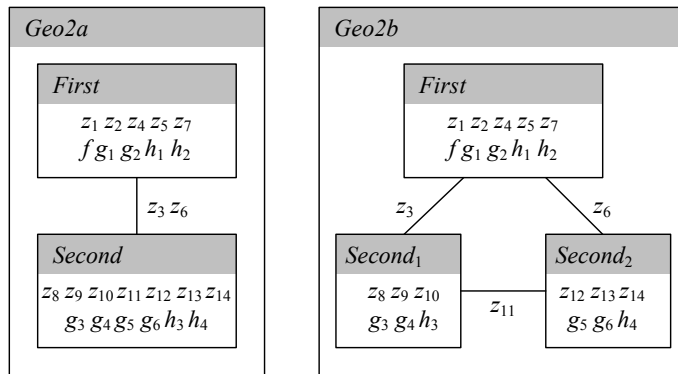 Geo2a
First
z₁ z₂ z₄ z₅ z₇
f g₁ g₂ h₁ h₂
z₃ z₆
Second
z₈ z₉ z₁₀ z₁₁ z₁₂ z₁₃ z₁₄
g₃ g₄ g₅ g₆ h₃ h₄
Geo2b
First
z₁ z₂ z₄ z₅ z₇
f g₁ g₂ h₁ h₂
z₃
z₆
Second₁
z₈ z₉ z₁₀
g₃ g₄ h₃
z₁₁
Second₂
z₁₂ z₁₃ z₁₄
g₅ g₆ h₄